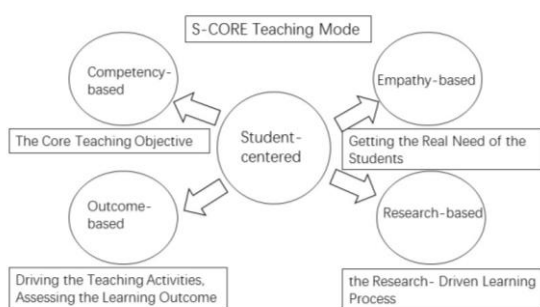 S-CORE Teaching Mode
Competency-
based
Empathy-based
The Core Teaching Objective
Student-
centered
Getting the Real Need of the
Students
Outcome-
based
Research-based
Driving the Teaching Activities,
Assessing the Learning Outcome
the Research- Driven Learning
Process